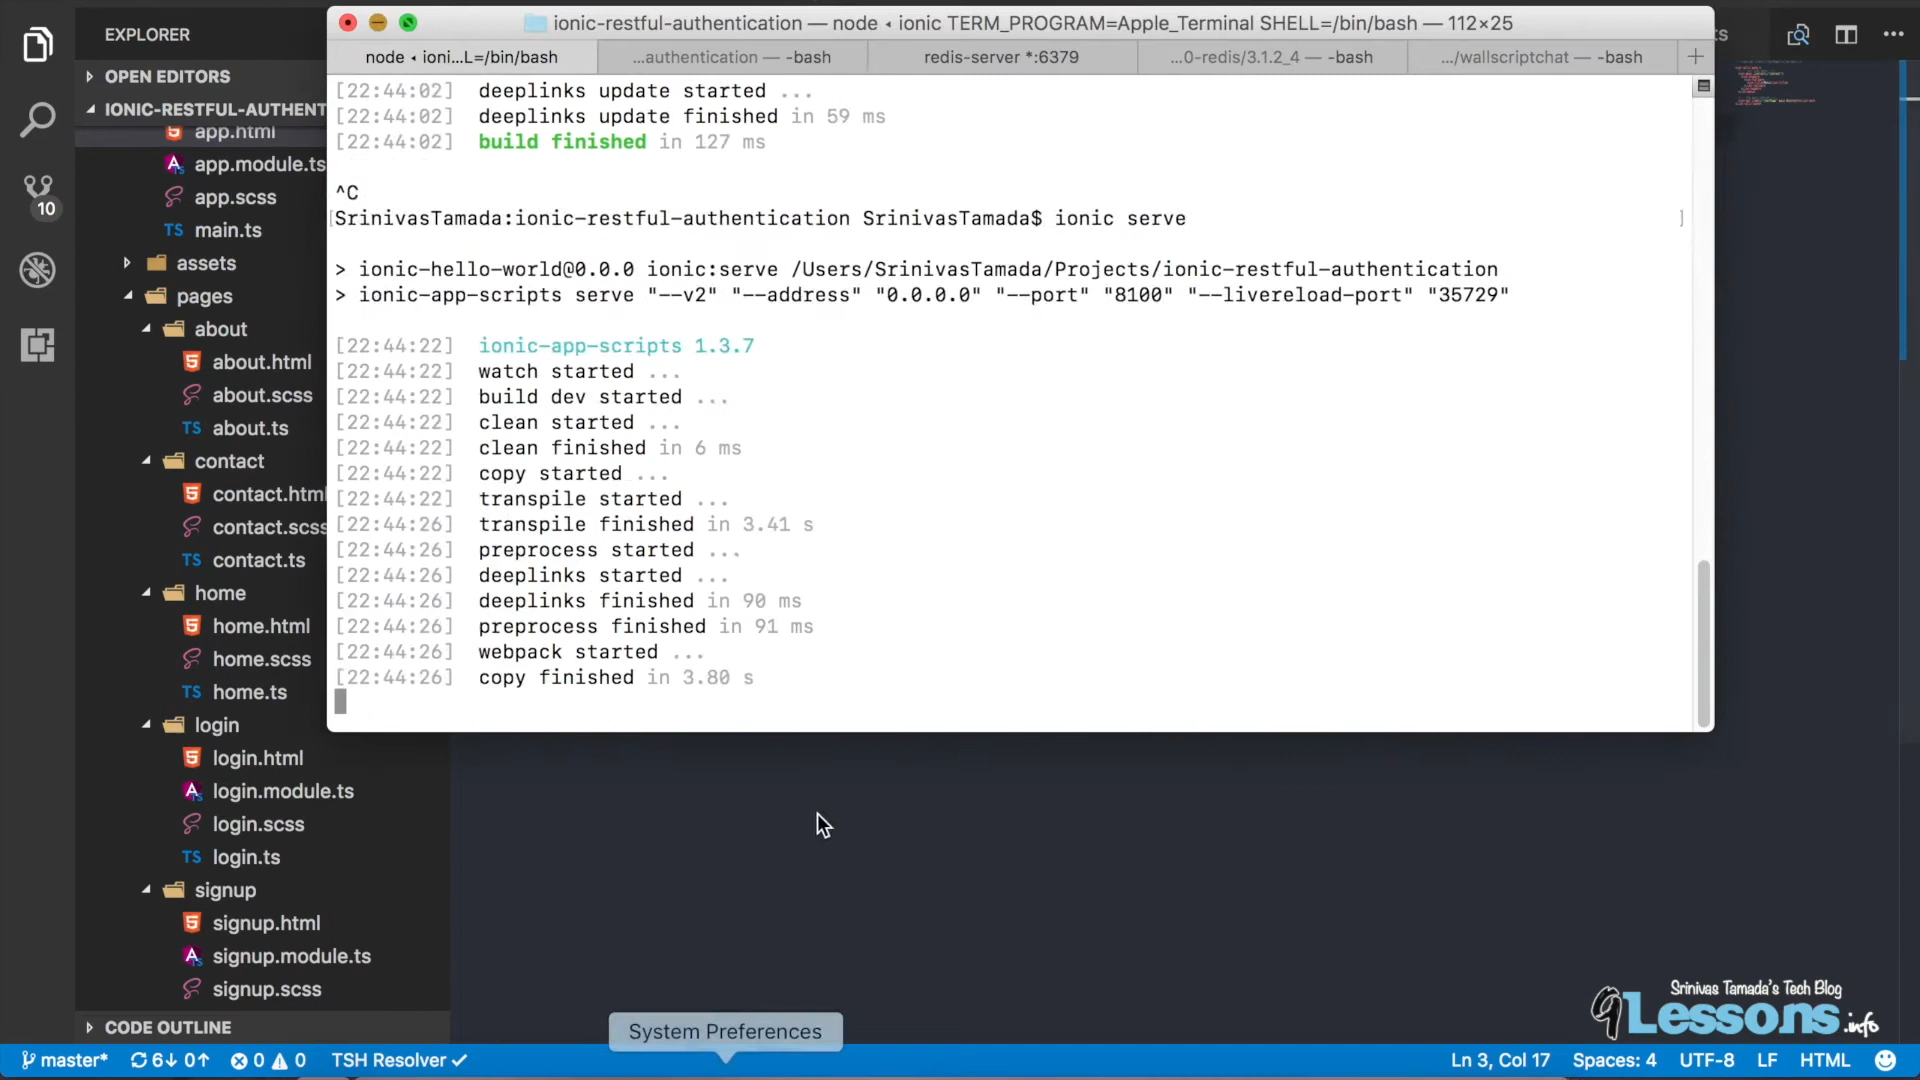 EXPLORER
OPEN EDITORS
IONIC-RESTFUL-AUTHENT
app.html
app.module.ts
app.scss
TS main.ts
assets
pages
about
about.html
about.scss
TS about.ts
contact
contact.html
contact.scss
TS contact.ts
home
home.html
home.scss
TS home.ts
login
login.html
login.module.ts
login.scss
TS login.ts
signup
signup.html
signup.module.ts
signup.scss
CODE OUTLINE
10
ionic-restful-authentication — node ◂ ionic TERM_PROGRAM=Apple_Terminal SHELL=/bin/bash — 112×25
node ◂ ioni...L=/bin/bash
...authentication — -bash
redis-server *:6379
...0-redis/3.1.2_4 — -bash
.../wallscriptchat — -bash
+
ts
[22:44:02] deeplinks update started ...
[22:44:02] deeplinks update finished in 59 ms
[22:44:02] build finished in 127 ms
^C
[SrinivasTamada:ionic-restful-authentication SrinivasTamada$ ionic serve ]
> ionic-hello-world@0.0.0 ionic:serve /Users/SrinivasTamada/Projects/ionic-restful-authentication
> ionic-app-scripts serve "--v2" "--address" "0.0.0.0" "--port" "8100" "--livereload-port" "35729"
[22:44:22] ionic-app-scripts 1.3.7
[22:44:22] watch started ...
[22:44:22] build dev started ...
[22:44:22] clean started ...
[22:44:22] clean finished in 6 ms
[22:44:22] copy started ...
[22:44:22] transpile started ...
[22:44:26] transpile finished in 3.41 s
[22:44:26] preprocess started ...
[22:44:26] deeplinks started ...
[22:44:26] deeplinks finished in 90 ms
[22:44:26] preprocess finished in 91 ms
[22:44:26] webpack started ...
[22:44:26] copy finished in 3.80 s
Srinivas Tamada's Tech Blog
9Lessons.info
System Preferences
master* 6↓ 0↑ 0 0 TSH Resolver ✓
Ln 3, Col 17 Spaces: 4 UTF-8 LF HTML